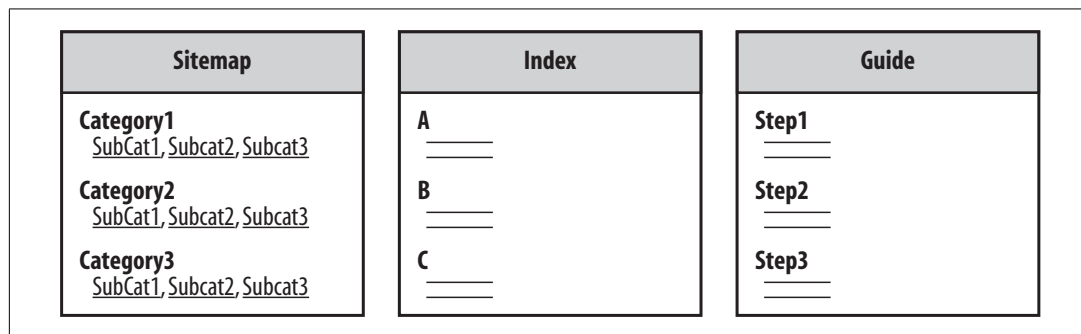 Sitemap
Category1
SubCat1, Subcat2, Subcat3
Category2
SubCat1, Subcat2, Subcat3
Category3
SubCat1, Subcat2, Subcat3
Index
A
B
C
Guide
Step1
Step2
Step3